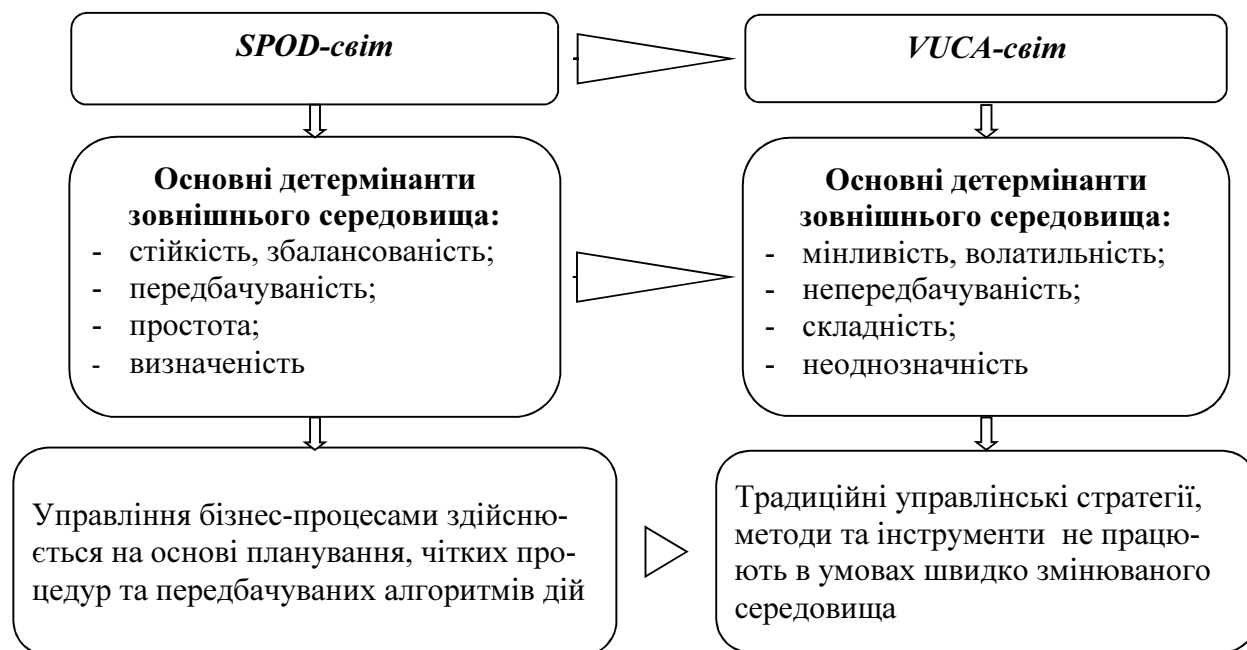 SPOD-світ
VUCA-світ
Основні детермінанти
зовнішнього середовища:
- стійкість, збалансованість;
- передбачуваність;
- простота;
- визначеність
Основні детермінанти
зовнішнього середовища:
- мінливість, волатильність;
- непередбачуваність;
- складність;
- неоднозначність
Управління бізнес-процесами здійсню-
ється на основі планування, чітких про-
цедур та передбачуваних алгоритмів дій
Традиційні управлінські стратегії,
методи та інструменти не працю-
ють в умовах швидко змінюваного
середовища